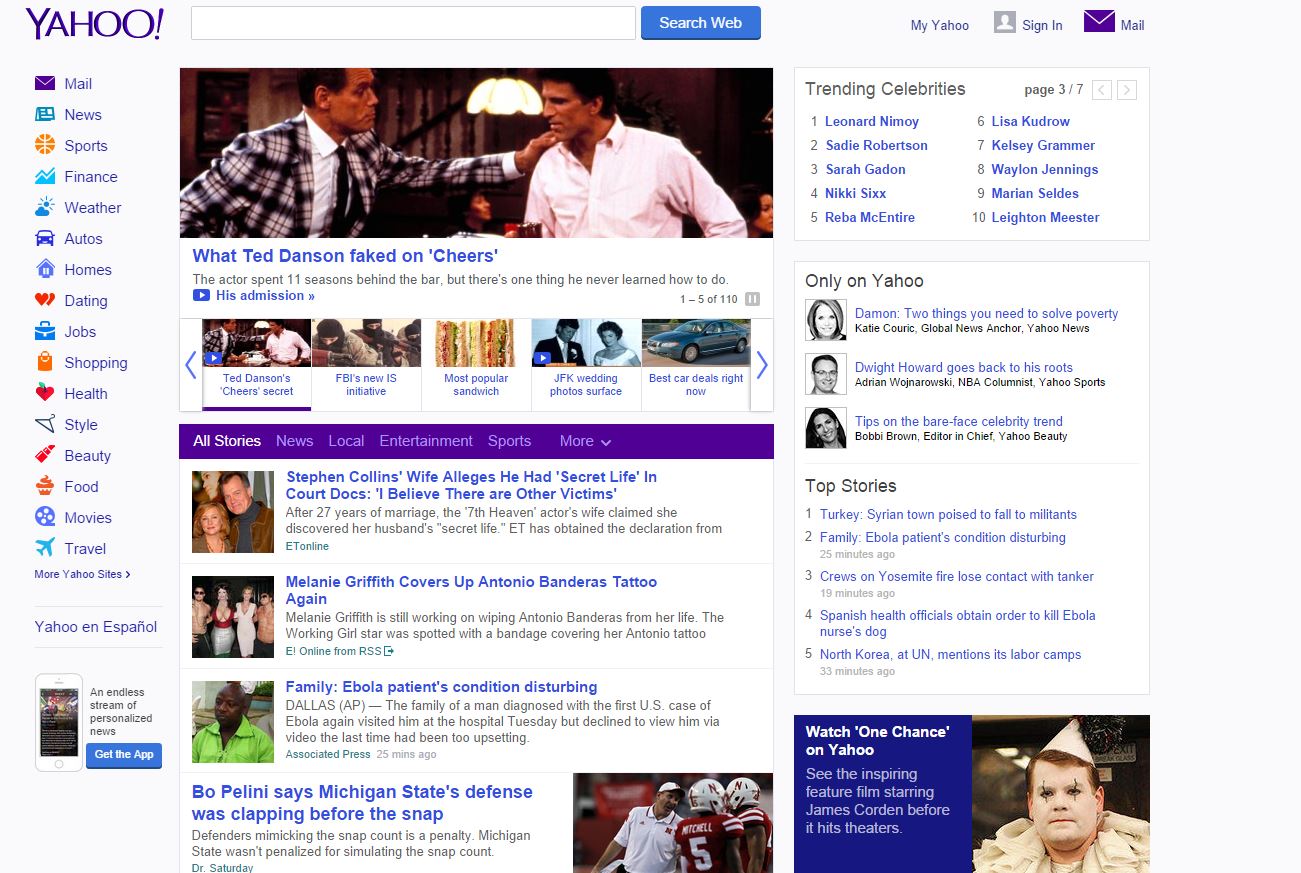 YAHOO!
Search Web
My Yahoo
Sign In
Mail
Mail
News
Sports
Finance
Weather
Autos
Homes
Dating
Jobs
Shopping
Health
Style
Beauty
Food
Movies
Travel
More Yahoo Sites >
Yahoo en Español
An endless
stream of
personalized
news
Get the App
What Ted Danson faked on 'Cheers'
The actor spent 11 seasons behind the bar, but there's one thing he never learned how to do.
His admission »
1 – 5 of 110
Ted Danson's
'Cheers' secret
FBI's new IS
initiative
Most popular
sandwich
JFK wedding
photos surface
Best car deals right
now
All Stories News Local Entertainment Sports More
Stephen Collins' Wife Alleges He Had 'Secret Life' In
Court Docs: 'I Believe There are Other Victims'
After 27 years of marriage, the '7th Heaven' actor's wife claimed she
discovered her husband's "secret life." ET has obtained the declaration from
ETonline
Melanie Griffith Covers Up Antonio Banderas Tattoo
Again
Melanie Griffith is still working on wiping Antonio Banderas from her life. The
Working Girl star was spotted with a bandage covering her Antonio tattoo
E! Online from RSS
Family: Ebola patient's condition disturbing
DALLAS (AP) — The family of a man diagnosed with the first U.S. case of
Ebola again visited him at the hospital Tuesday but declined to view him via
video the last time had been too upsetting.
Associated Press 25 mins ago
Bo Pelini says Michigan State's defense
was clapping before the snap
Defenders mimicking the snap count is a penalty. Michigan
State wasn't penalized for simulating the snap count.
Dr. Saturday
MITCHELL
5
Trending Celebrities page 3 / 7
1 Leonard Nimoy
2 Sadie Robertson
3 Sarah Gadon
4 Nikki Sixx
5 Reba McEntire
6 Lisa Kudrow
7 Kelsey Grammer
8 Waylon Jennings
9 Marian Seldes
10 Leighton Meester
Only on Yahoo
Damon: Two things you need to solve poverty
Katie Couric, Global News Anchor, Yahoo News
Dwight Howard goes back to his roots
Adrian Wojnarowski, NBA Columnist, Yahoo Sports
Tips on the bare-face celebrity trend
Bobbi Brown, Editor in Chief, Yahoo Beauty
Top Stories
1 Turkey: Syrian town poised to fall to militants
2 Family: Ebola patient's condition disturbing
25 minutes ago
3 Crews on Yosemite fire lose contact with tanker
19 minutes ago
4 Spanish health officials obtain order to kill Ebola
nurse's dog
5 North Korea, at UN, mentions its labor camps
33 minutes ago
Watch 'One Chance'
on Yahoo
See the inspiring
feature film starring
James Corden before
it hits theaters.